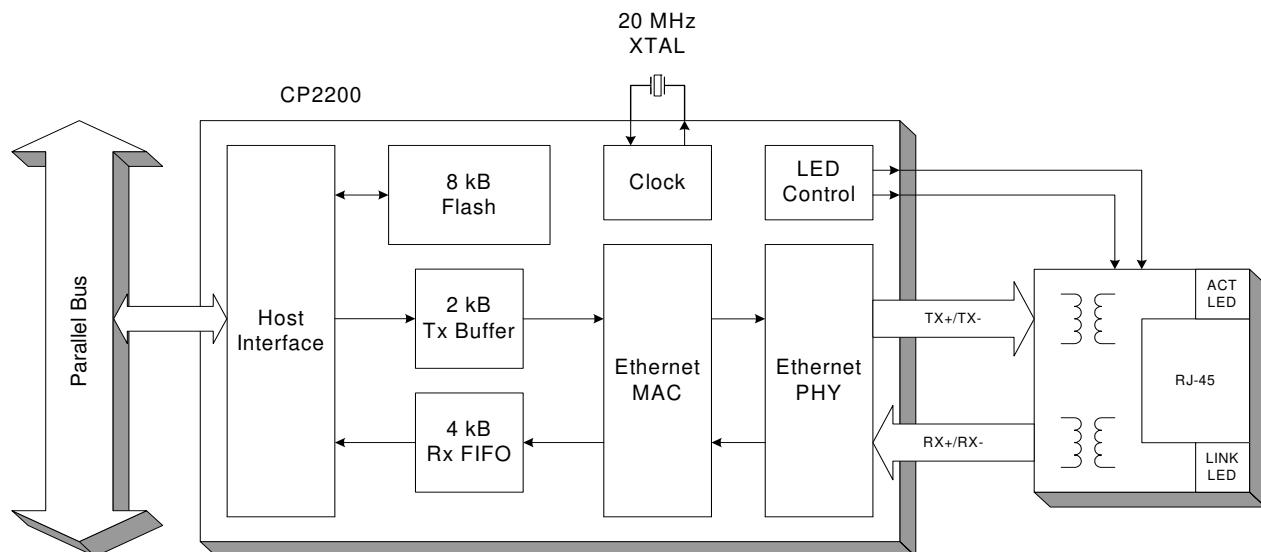 20 MHz
XTAL
CP2200
Parallel Bus
Host
Interface
8 kB
Flash
2 kB
Tx Buffer
4 kB
Rx FIFO
Clock
Ethernet
MAC
LED
Control
Ethernet
PHY
TX+/TX-
RX+/RX-
ACT
LED
RJ-45
LINK
LED